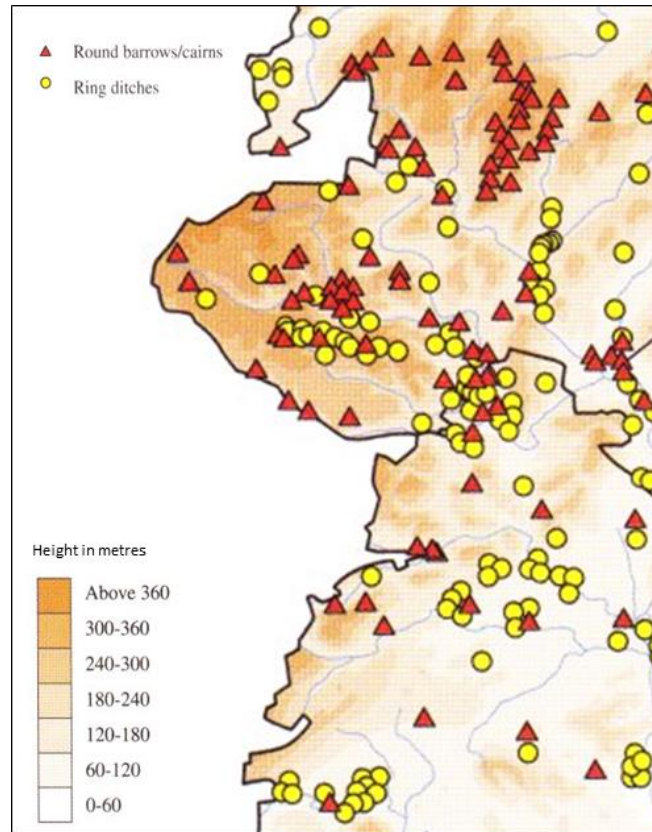 Round barrows/cairns
Ring ditches
Height in metres
Above 360
300-360
240-300
180-240
120-180
60-120
0-60